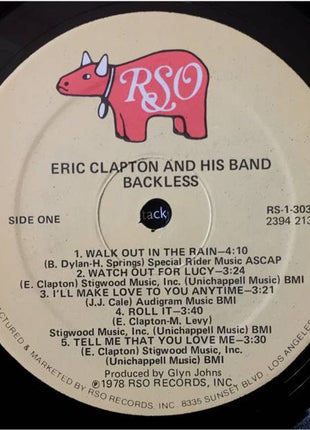 RSO
ERIC CLAPTON AND HIS BAND
BACKLESS
SIDE ONE
RS-1-303
2394 213
tack
1. WALK OUT IN THE RAIN—4:10
(B. Dylan-H. Springs) Special Rider Music ASCAP
2. WATCH OUT FOR LUCY—3:24
(E. Clapton) Stigwood Music, Inc. (Unichappell Music) BMI
3. I'LL MAKE LOVE TO YOU ANYTIME—3:21
(J.J. Cale) Audigram Music BMI
4. ROLL IT—3:40
(E. Clapton-M. Levy)
Stigwood Music, Inc. (Unichappell Music) BMI
5. TELL ME THAT YOU LOVE ME—3:30
(E. Clapton) Stigwood Music, Inc.
(Unichappell Music) BMI
Produced by Glyn Johns
℗1978 RSO RECORDS, INC.
MANUFACTURED & MARKETED BY RSO RECORDS, INC. 8335 SUNSET BLVD. LOS ANGELES